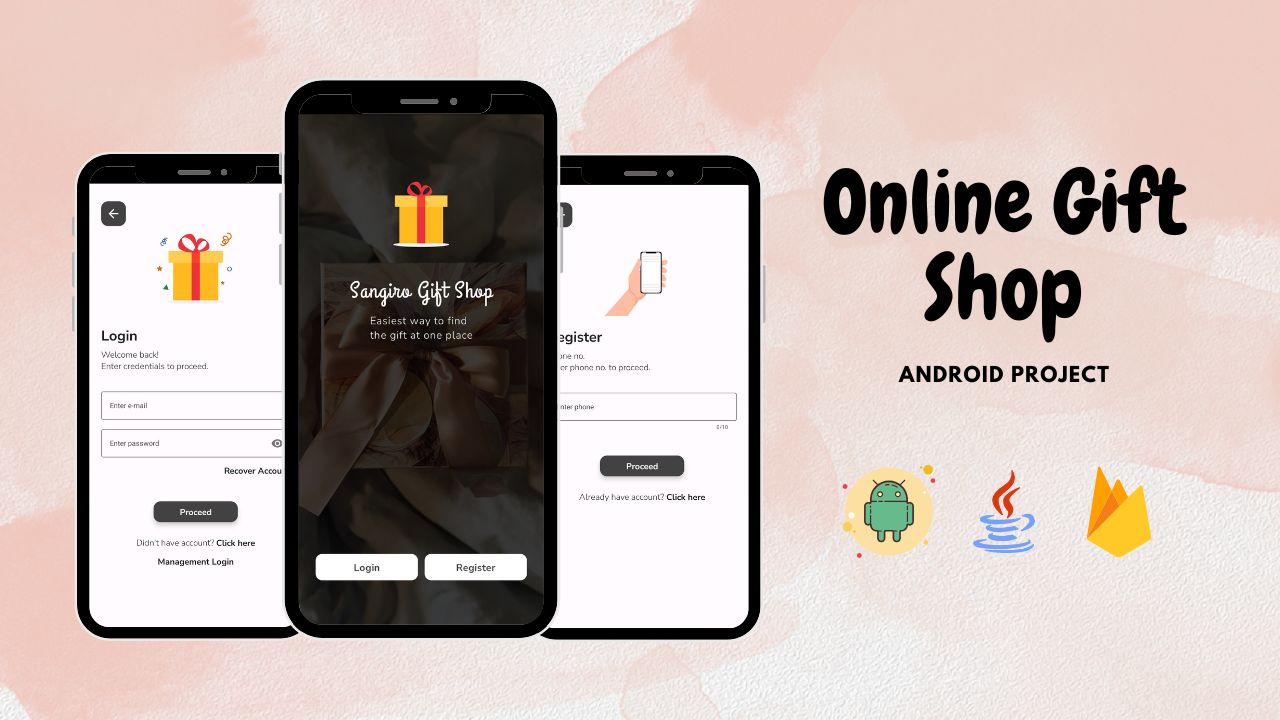 Login
Welcome back!
Enter credentials to proceed.
Enter e-mail
Enter password
Recover Accou
Proceed
Didn't have account? Click here
Management Login
Sangiro Gift Shop
Easiest way to find
the gift at one place
Login
Register
egister
one no.
er phone no. to proceed.
nter phone
0/10
Proceed
Already have account? Click here
Online Gift
Shop
ANDROID PROJECT